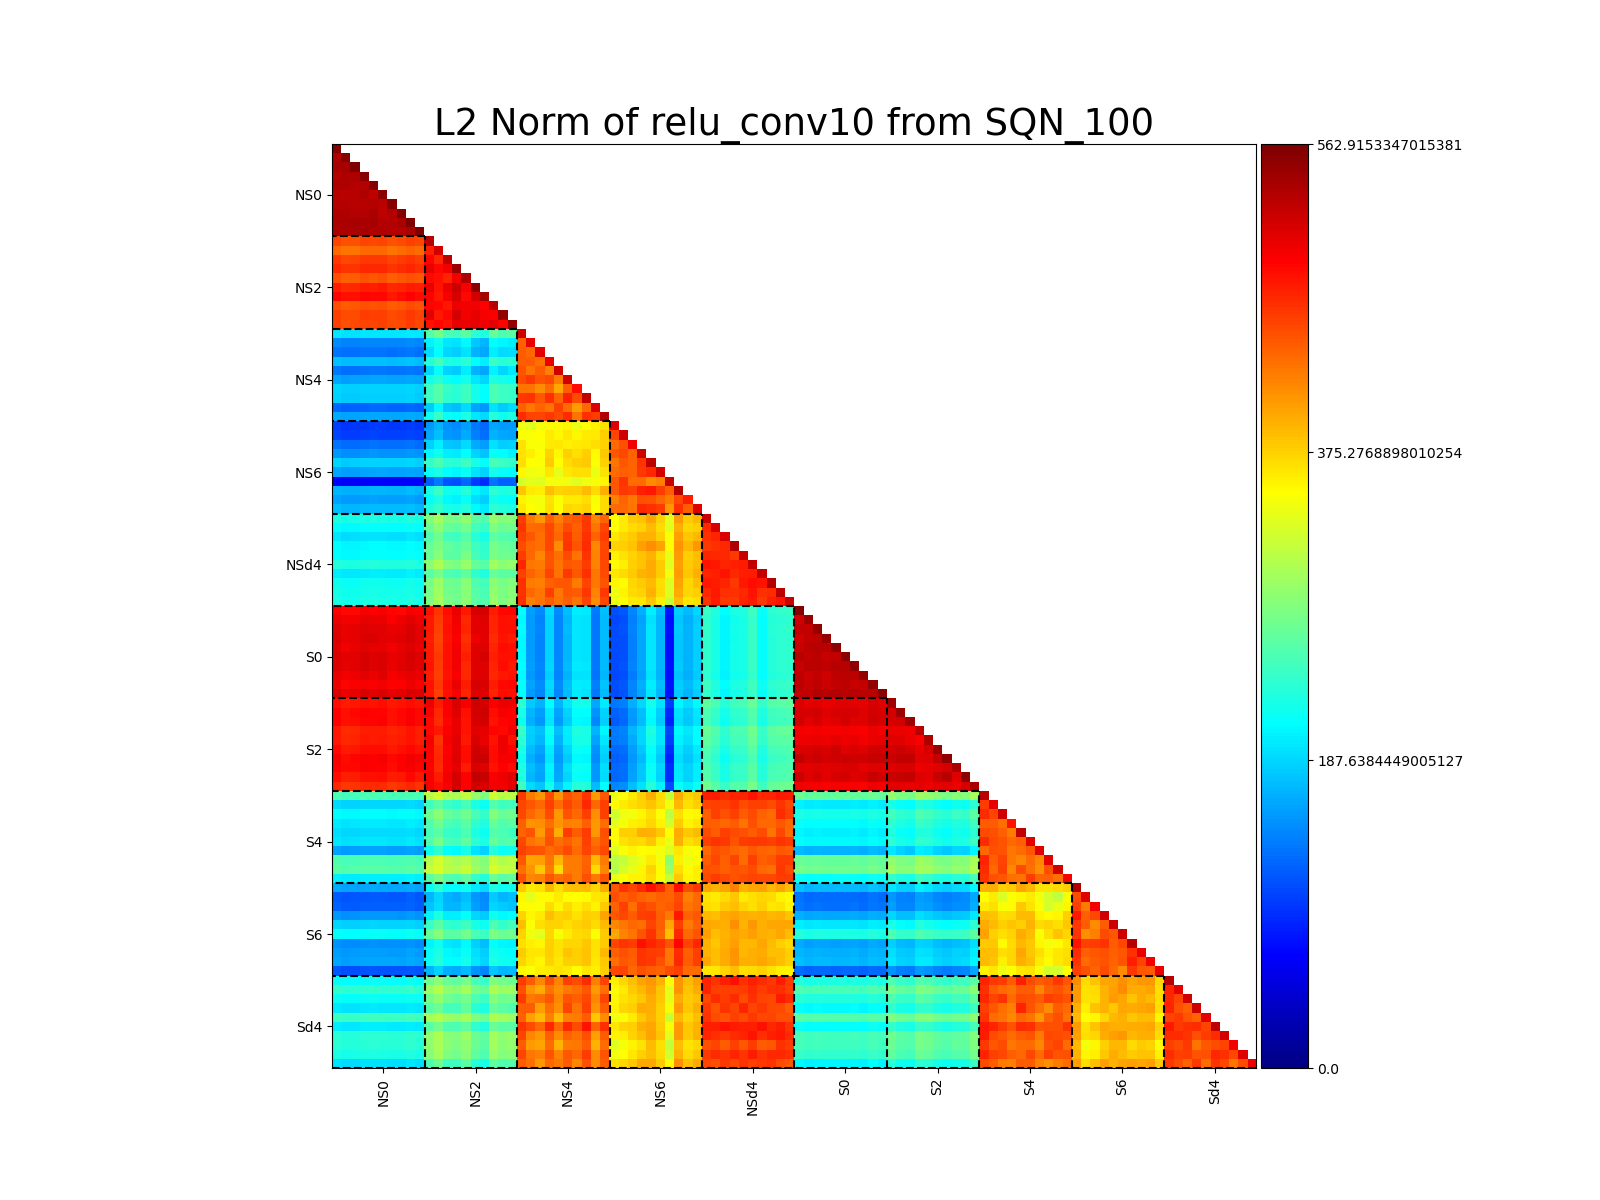 L2 Norm of relu_conv10 from SQN_100
562.9153347015381
375.2768898010254
187.6384449005127
0.0
NS0
NS2
NS4
NS6
NSd4
S0
S2
S4
S6
Sd4
NS0
NS2
NS4
NS6
NSd4
S0
S2
S4
S6
Sd4